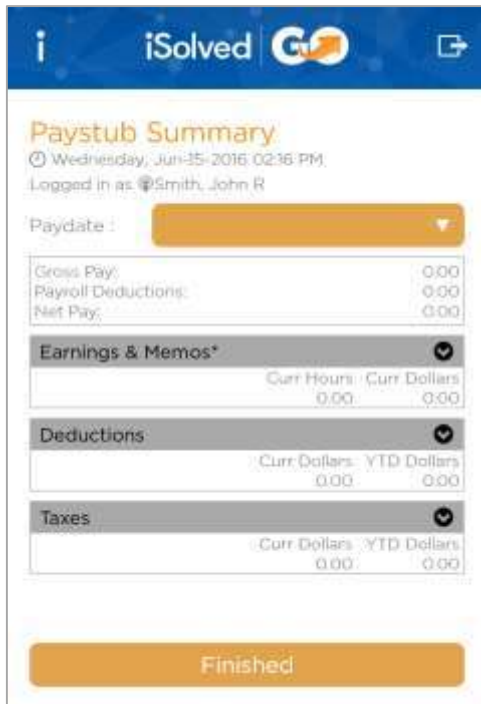 i iSolved GO
Paystub Summary
Wednesday, Jun-15-2016 02:16 PM
Logged in as Smith, John R
Paydate :
Gross Pay: 0.00
Payroll Deductions: 0.00
Net Pay: 0.00
Earnings & Memos*
Curr Hours Curr Dollars
0.00 0.00
Deductions
Curr Dollars YTD Dollars
0.00 0.00
Taxes
Curr Dollars YTD Dollars
0.00 0.00
Finished